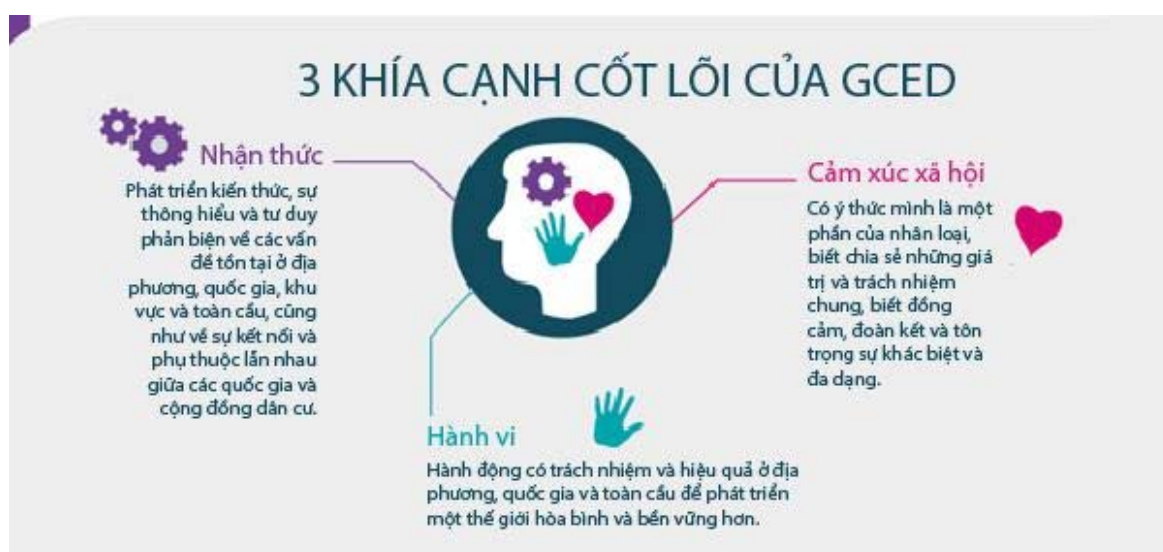 3 KHÍA CẠNH CỐT LÕI CỦA GCED
Nhận thức
Phát triển kiến thức, sự
thông hiểu và tư duy
phản biện về các vấn
đề tồn tại ở địa
phương, quốc gia, khu
vực và toàn cầu, cũng
như về sự kết nối và
phụ thuộc lẫn nhau
giữa các quốc gia và
cộng đồng dân cư.
Cảm xúc xã hội
Có ý thức mình là một
phần của nhân loại,
biết chia sẻ những giá
trị và trách nhiệm
chung, biết đồng
cảm, đoàn kết và tôn
trọng sự khác biệt và
đa dạng.
Hành vi
Hành động có trách nhiệm và hiệu quả ở địa
phương, quốc gia và toàn cầu để phát triển
một thế giới hòa bình và bền vững hơn.